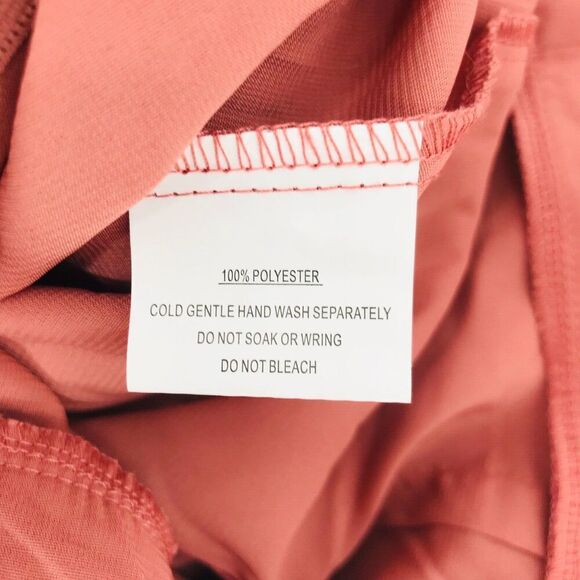 100% POLYESTER
COLD GENTLE HAND WASH SEPARATELY
DO NOT SOAK OR WRING
DO NOT BLEACH